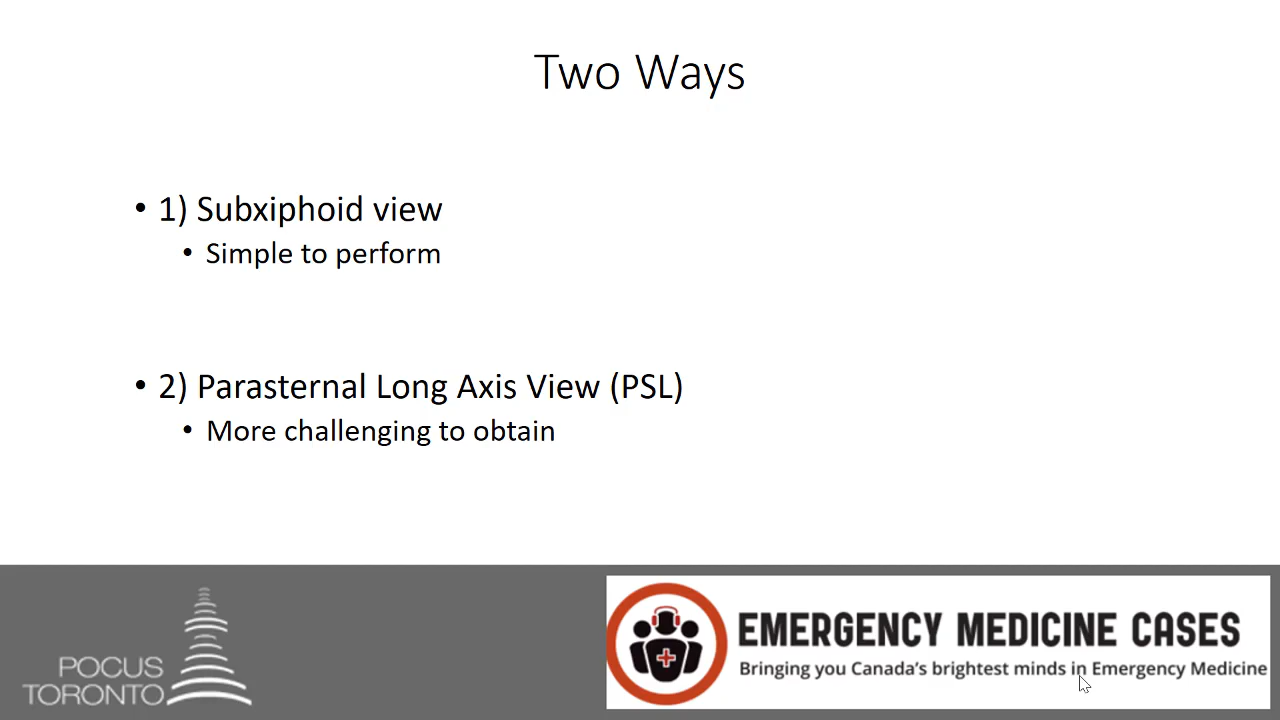 Two Ways
• 1) Subxiphoid view
• Simple to perform
• 2) Parasternal Long Axis View (PSL)
• More challenging to obtain
POCUS
TORONTO
EMERGENCY MEDICINE CASES
Bringing you Canada's brightest minds in Emergency Medicine